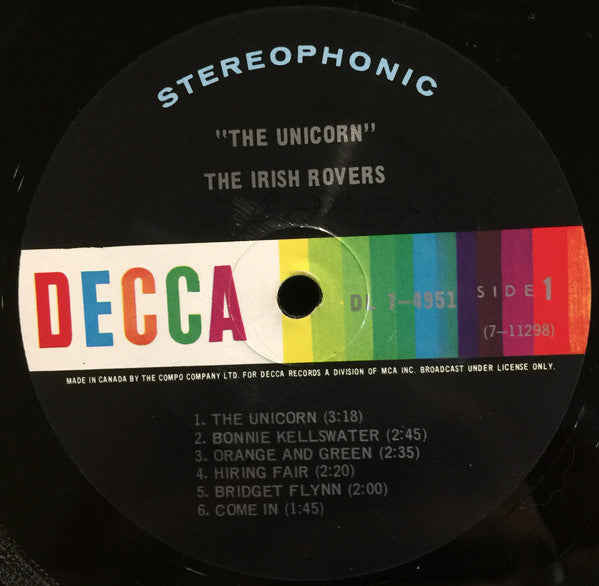 STEREOPHONIC
"THE UNICORN"
THE IRISH ROVERS
DECCA
DL 7-4951 SIDE 1
(7-11298)
MADE IN CANADA BY THE COMPO COMPANY LTD. FOR DECCA RECORDS A DIVISION OF MCA INC. BROADCAST UNDER LICENSE ONLY.
1. THE UNICORN (3:18)
2. BONNIE KELLSWATER (2:45)
3. ORANGE AND GREEN (2:35)
4. HIRING FAIR (2:20)
5. BRIDGET FLYNN (2:00)
6. COME IN (1:45)